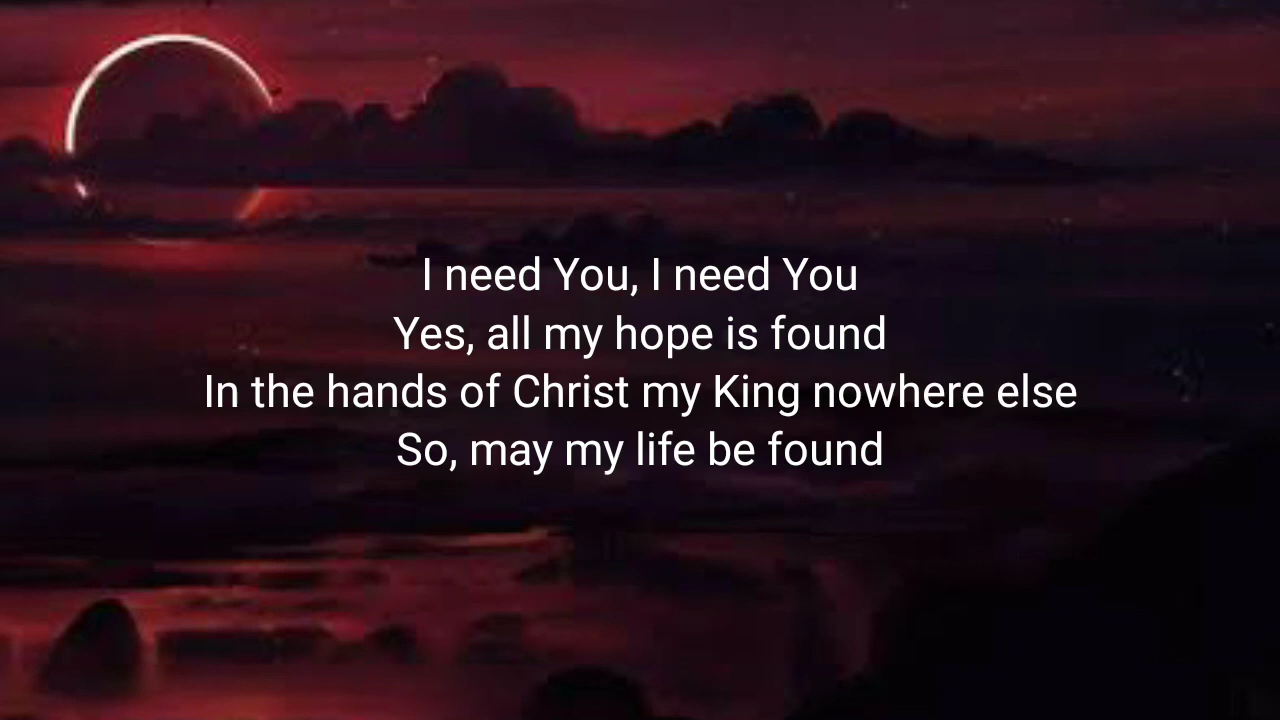 I need You, I need You
Yes, all my hope is found
In the hands of Christ my King nowhere else
So, may my life be found